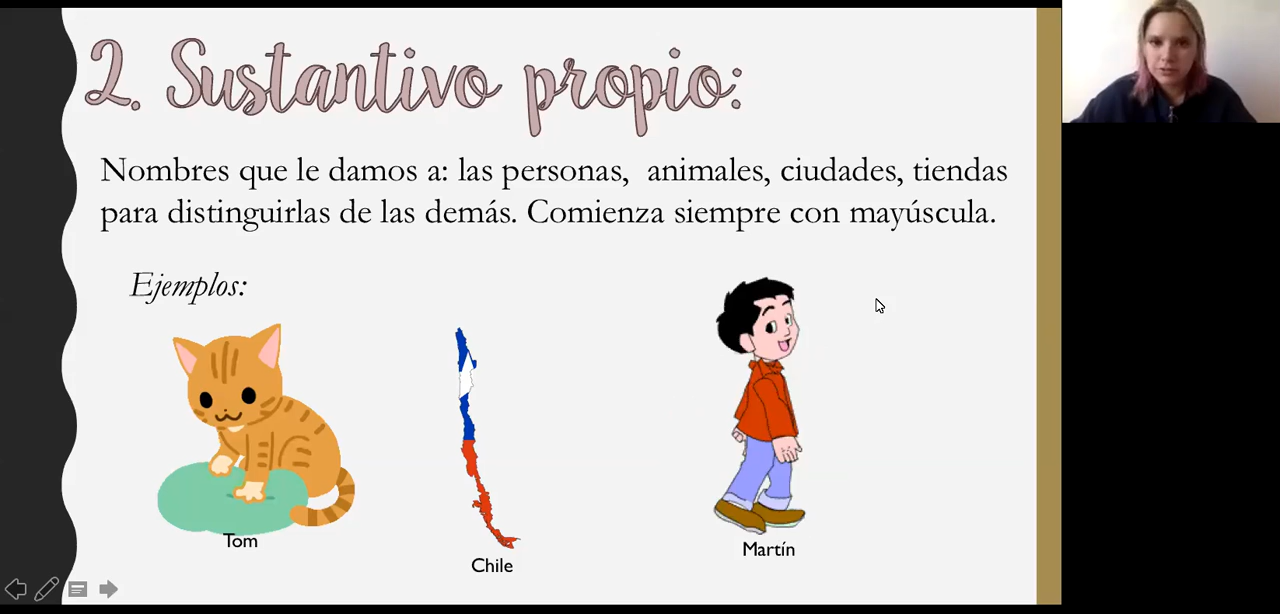 2. Sustantivo propio:
Nombres que le damos a: las personas, animales, ciudades, tiendas
para distinguirlas de las demás. Comienza siempre con mayúscula.
Ejemplos:
Tom
Chile
Martín